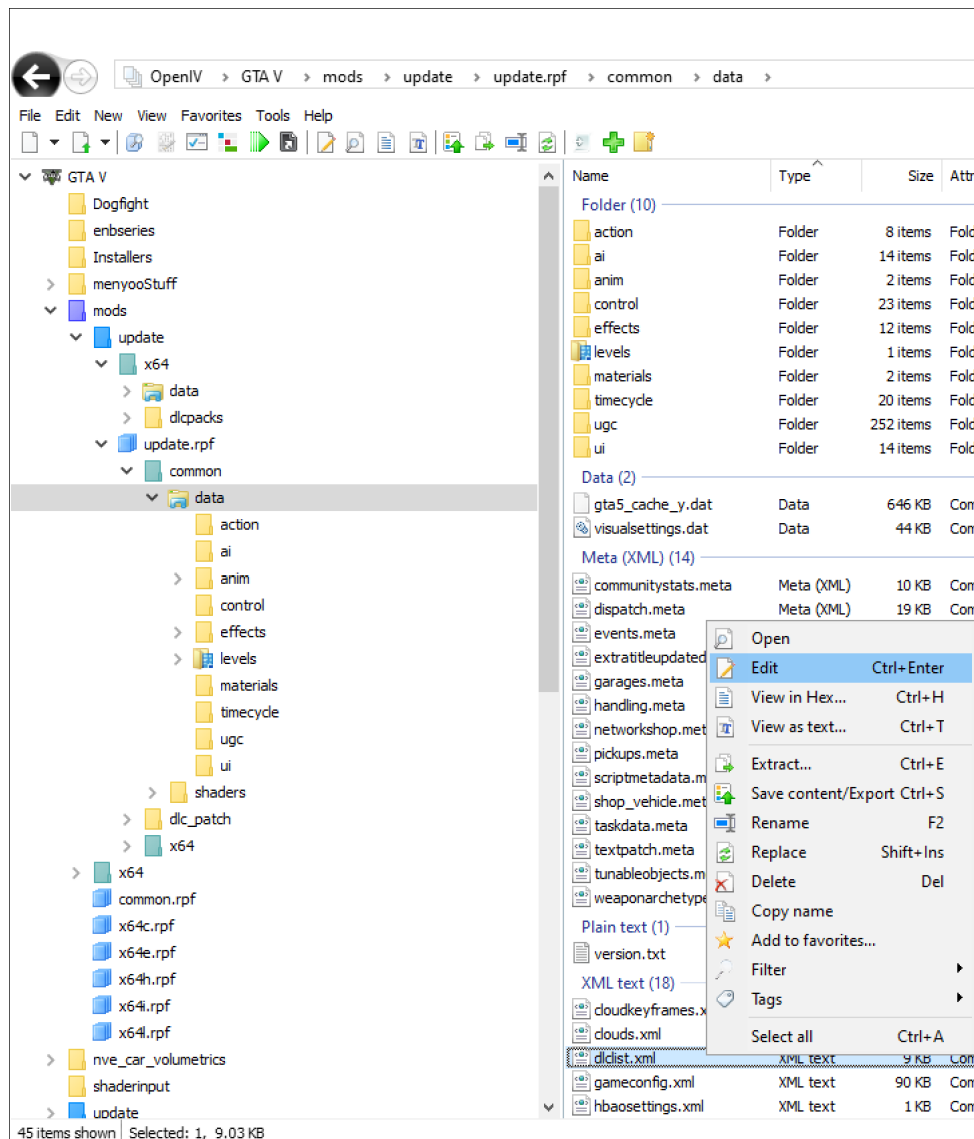 OpenIV > GTA V > mods > update > update.rpf > common > data >
File Edit New View Favorites Tools Help
GTA V
Dogfight
enbseries
Installers
menyooStuff
mods
update
x64
data
dlcpacks
update.rpf
common
data
action
ai
anim
control
effects
levels
materials
timecycle
ugc
ui
shaders
dlc_patch
x64
x64
common.rpf
x64c.rpf
x64e.rpf
x64h.rpf
x64i.rpf
x64l.rpf
nve_car_volumetrics
shaderinput
update
Name Type Size Attr
Folder (10)
action Folder 8 items Fold
ai Folder 14 items Fold
anim Folder 2 items Fold
control Folder 23 items Fold
effects Folder 12 items Fold
levels Folder 1 items Fold
materials Folder 2 items Fold
timecycle Folder 20 items Fold
ugc Folder 252 items Fold
ui Folder 14 items Fold
Data (2)
gta5_cache_y.dat Data 646 KB Com
visualsettings.dat Data 44 KB Com
Meta (XML) (14)
communitystats.meta Meta (XML) 10 KB Com
dispatch.meta Meta (XML) 19 KB Com
events.meta
extratitleupdated
garages.meta
handling.meta
networkshop.met
pickups.meta
scriptmetadata.m
shop_vehicle.met
taskdata.meta
textpatch.meta
tunableobjects.m
weaponarchetype
Plain text (1)
version.txt
XML text (18)
cloudkeyframes.x
clouds.xml
dlclist.xml XML text 9 KB Com
gameconfig.xml XML text 90 KB Com
hbaosettings.xml XML text 1 KB Com
Open
Edit Ctrl+Enter
View in Hex... Ctrl+H
View as text... Ctrl+T
Extract... Ctrl+E
Save content/Export Ctrl+S
Rename F2
Replace Shift+Ins
Delete Del
Copy name
Add to favorites...
Filter
Tags
Select all Ctrl+A
45 items shown Selected: 1, 9.03 KB